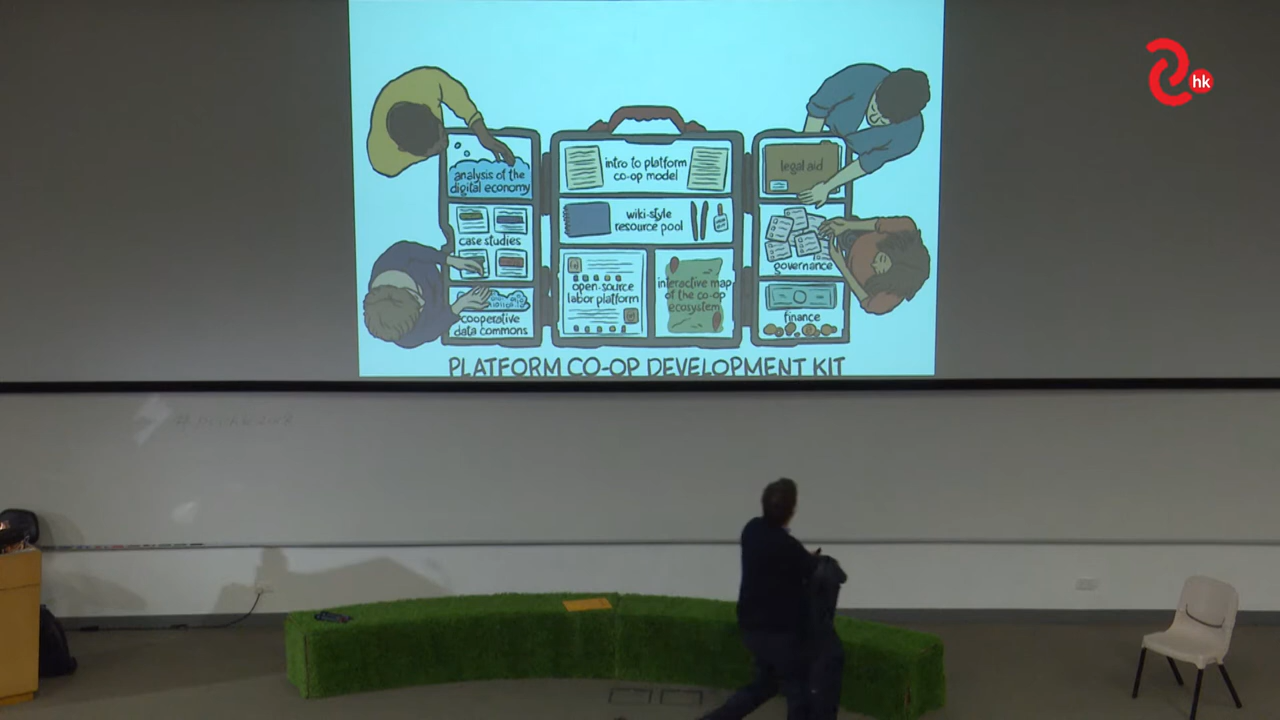 hk
analysis of the
digital economy
case studies
cooperative
data commons
intro to platform
co-op model
wiki-style
resource pool
open-source
labor platform
interactive map
of the co-op
ecosystem
legal aid
governance
finance
PLATFORM CO-OP DEVELOPMENT KIT